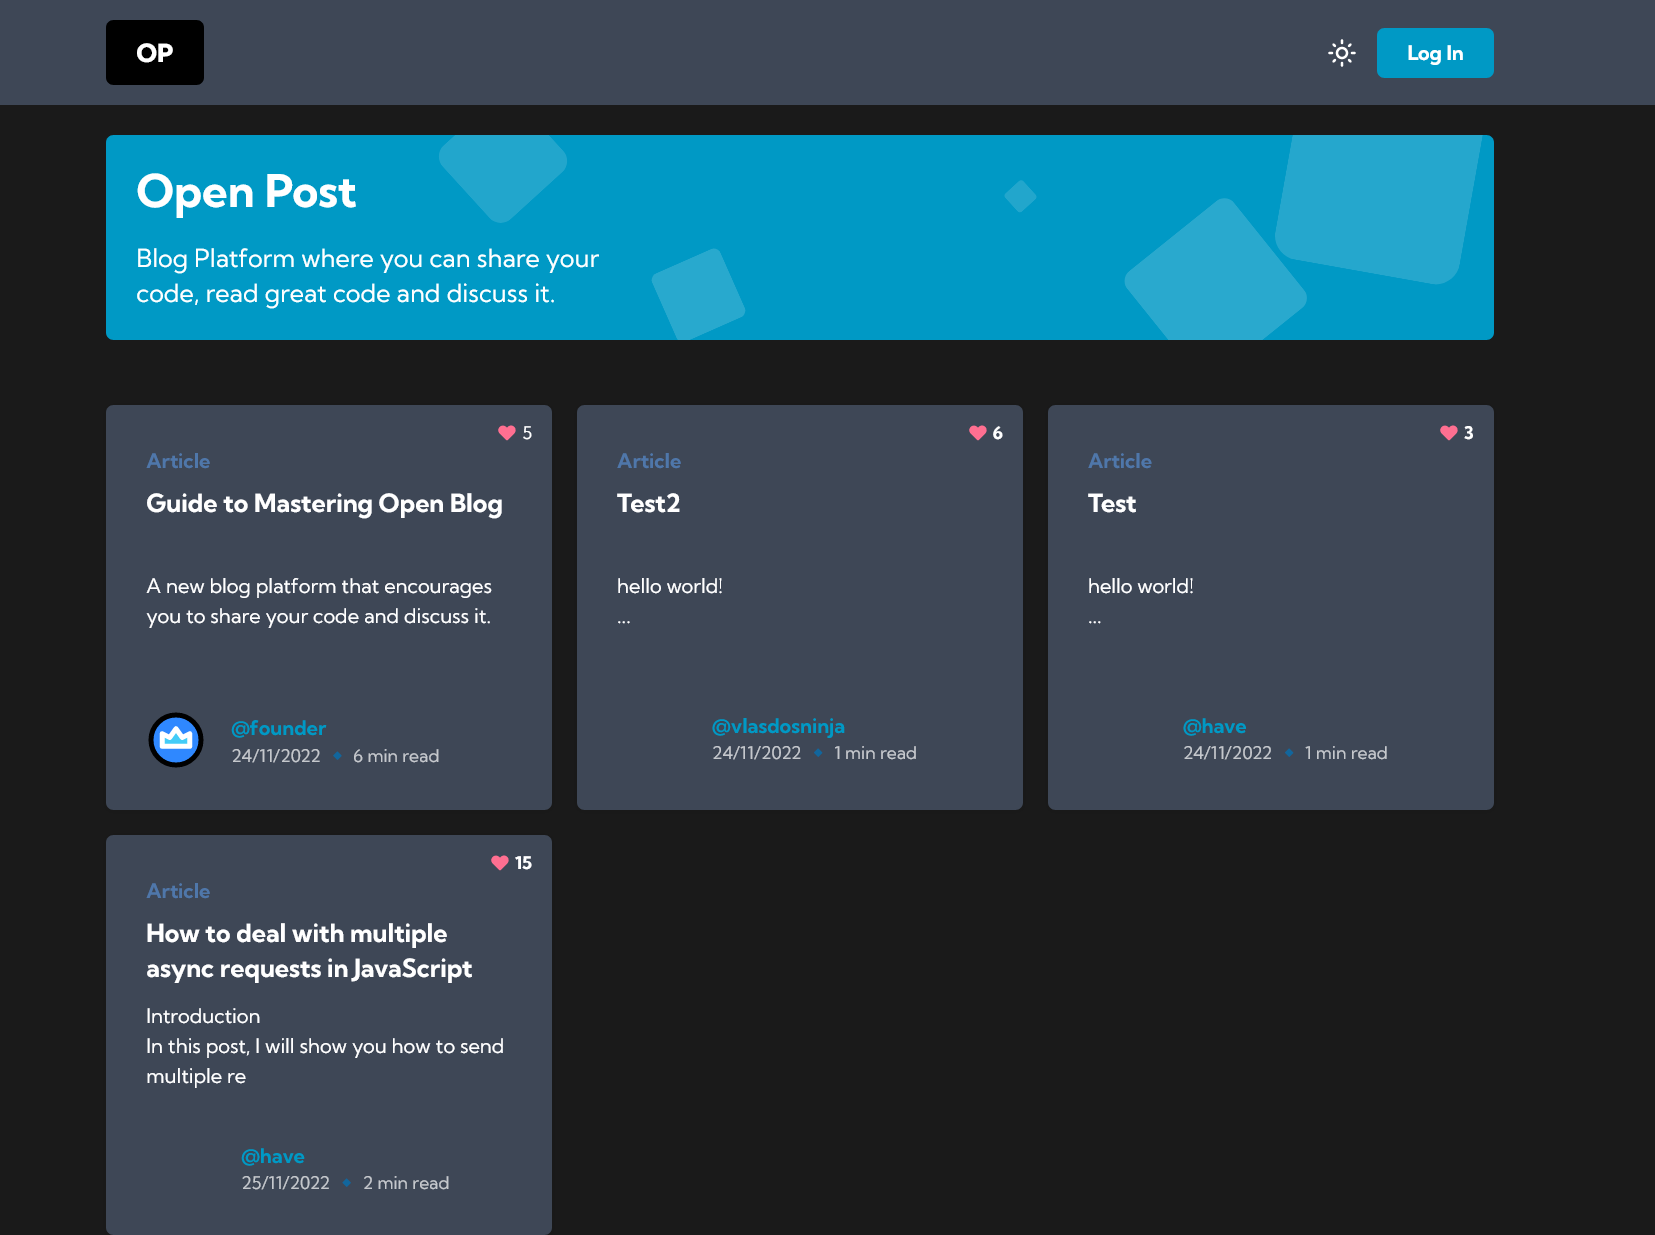 OP
Log In
Open Post
Blog Platform where you can share your
code, read great code and discuss it.
5
Article
Guide to Mastering Open Blog
A new blog platform that encourages
you to share your code and discuss it.
@founder
24/11/2022 ◆ 6 min read
6
Article
Test2
hello world!
...
@vlasdosninja
24/11/2022 ◆ 1 min read
3
Article
Test
hello world!
...
@have
24/11/2022 ◆ 1 min read
15
Article
How to deal with multiple
async requests in JavaScript
Introduction
In this post, I will show you how to send
multiple re
@have
25/11/2022 ◆ 2 min read